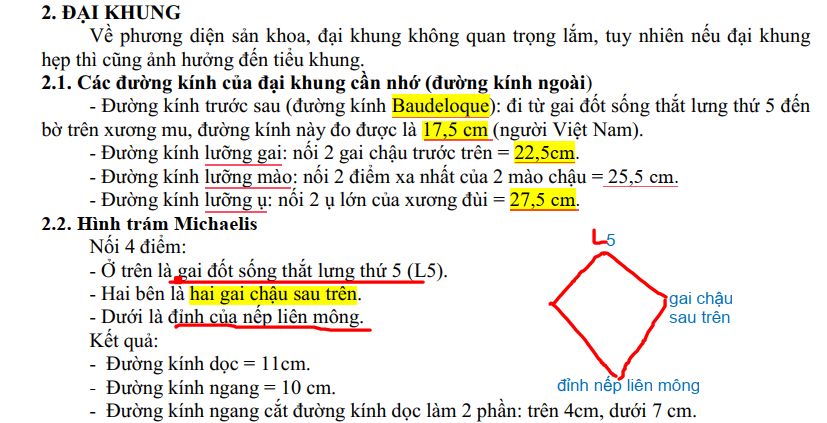 2. ĐẠI KHUNG
Về phương diện sản khoa, đại khung không quan trọng lắm, tuy nhiên nếu đại khung
hẹp thì cũng ảnh hưởng đến tiểu khung.
2.1. Các đường kính của đại khung cần nhớ (đường kính ngoài)
- Đường kính trước sau (đường kính Baudeloque): đi từ gai đốt sống thắt lưng thứ 5 đến
bờ trên xương mu, đường kính này đo được là 17,5 cm (người Việt Nam).
- Đường kính lưỡng gai: nối 2 gai chậu trước trên = 22,5cm.
- Đường kính lưỡng mào: nối 2 điểm xa nhất của 2 mào chậu = 25,5 cm.
- Đường kính lưỡng ụ: nối 2 ụ lớn của xương đùi = 27,5 cm.
2.2. Hình trám Michaelis
Nối 4 điểm:
- Ở trên là gai đốt sống thắt lưng thứ 5 (L5).
- Hai bên là hai gai chậu sau trên.
- Dưới là đỉnh của nếp liên mông.
Kết quả:
- Đường kính dọc = 11cm.
- Đường kính ngang = 10 cm.
- Đường kính ngang cắt đường kính dọc làm 2 phần: trên 4cm, dưới 7 cm.
L5
gai chậu
sau trên
đỉnh nếp liên mông